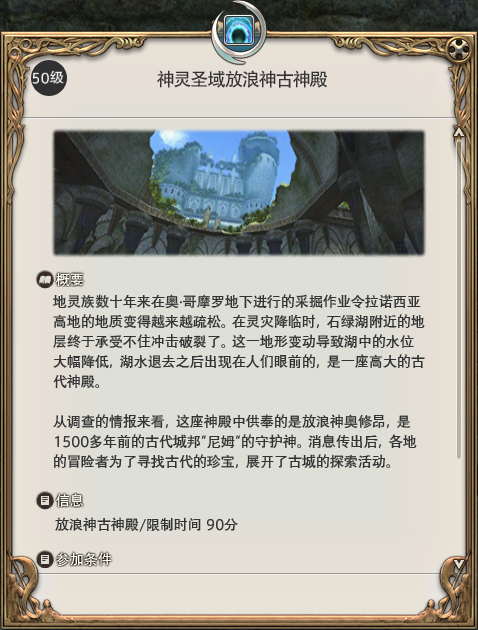 50级
神灵圣域放浪神古神殿
概要
地灵族数十年来在奥·哥摩罗地下进行的采掘作业令拉诺西亚
高地的地质变得越来越疏松。在灵灾降临时，石绿湖附近的地
层终于承受不住冲击破裂了。这一地形变动导致湖中的水位
大幅降低，湖水退去之后出现在人们眼前的，是一座高大的古
代神殿。
从调查的情报来看，这座神殿中供奉的是放浪神奥修昂，是
1500多年前的古代城邦“尼姆”的守护神。消息传出后，各地
的冒险者为了寻找古代的珍宝，展开了古城的探索活动。
信息
放浪神古神殿/限制时间 90分
参加条件